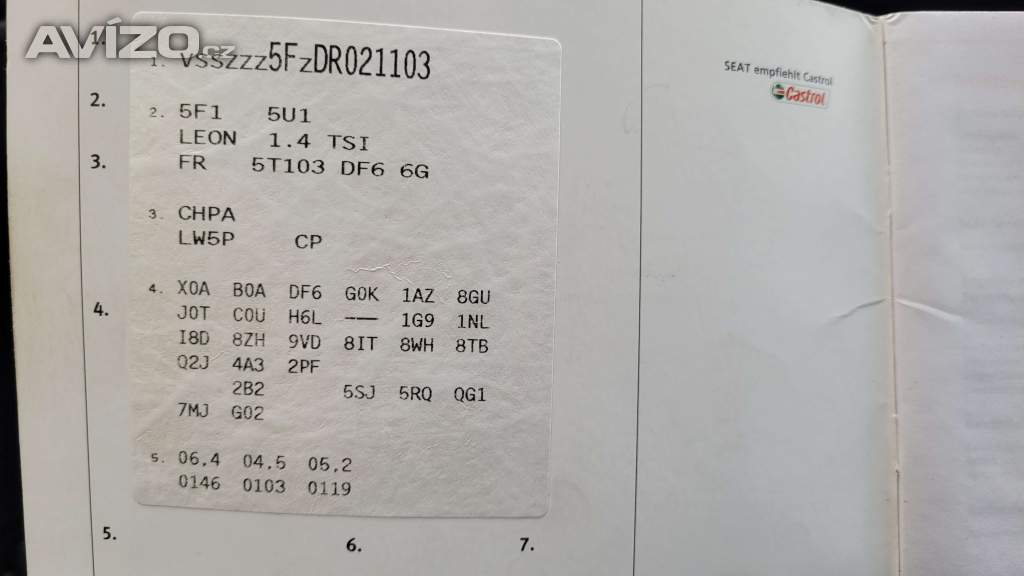 AVÍZO.cz
1.
1. VSSZZZ5FZDR021103
SEAT empfiehlt Castrol
Castrol
2.
2. 5F1 5U1
LEON 1.4 TSI
3.
FR 5T103 DF6 6G
3. CHPA
LW5P CP
4. X0A B0A DF6 G0K 1AZ 8GU
4.
J0T C0U H6L --- 1G9 1NL
I8D 8ZH 9VD 8IT 8WH 8TB
Q2J 4A3 2PF
2B2 5SJ 5RQ QG1
7MJ G02
5. 06,4 04,5 05,2
0146 0103 0119
5.
6.
7.